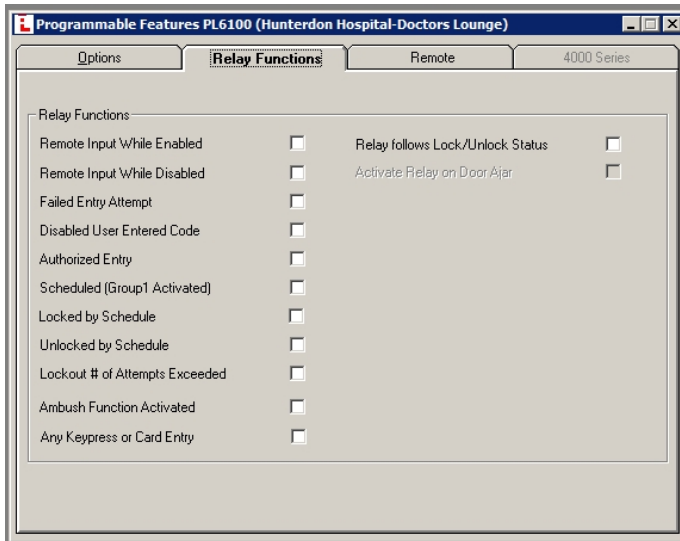 Programmable Features PL6100 (Hunterdon Hospital-Doctors Lounge)
Options
Relay Functions
Remote
4000 Series
Relay Functions
Remote Input While Enabled
Relay follows Lock/Unlock Status
Remote Input While Disabled
Activate Relay on Door Ajar
Failed Entry Attempt
Disabled User Entered Code
Authorized Entry
Scheduled (Group1 Activated)
Locked by Schedule
Unlocked by Schedule
Lockout # of Attempts Exceeded
Ambush Function Activated
Any Keypress or Card Entry